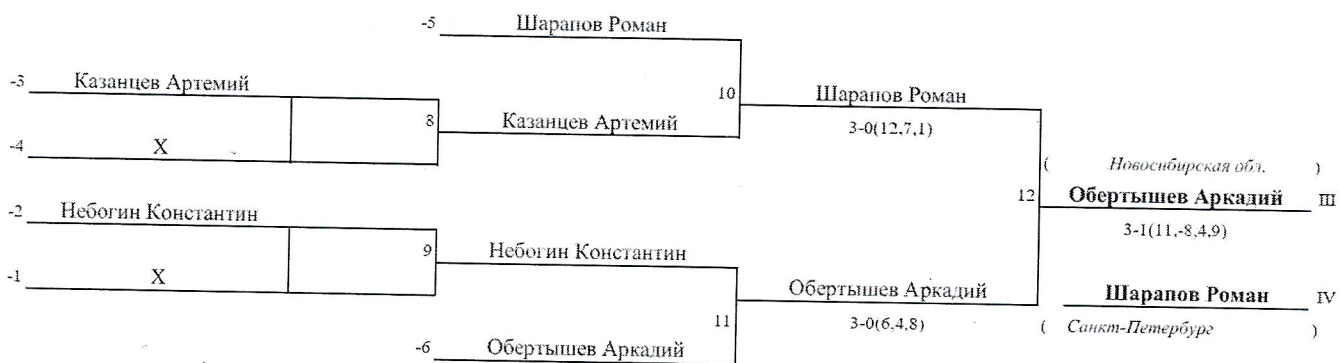 -5 Шарапов Роман
-3 Казанцев Артемий
10 Шарапов Роман
8 Казанцев Артемий
3-0(12,7,1)
-4 X
( Новосибирская обл. )
-2 Небогин Константин
12 Обертышев Аркадий III
3-1(11,-8,4,9)
9 Небогин Константин
-1 X
Обертышев Аркадий
Шарапов Роман IV
11
3-0(6,4,8)
( Санкт-Петербург )
-6 Обертышев Аркадий